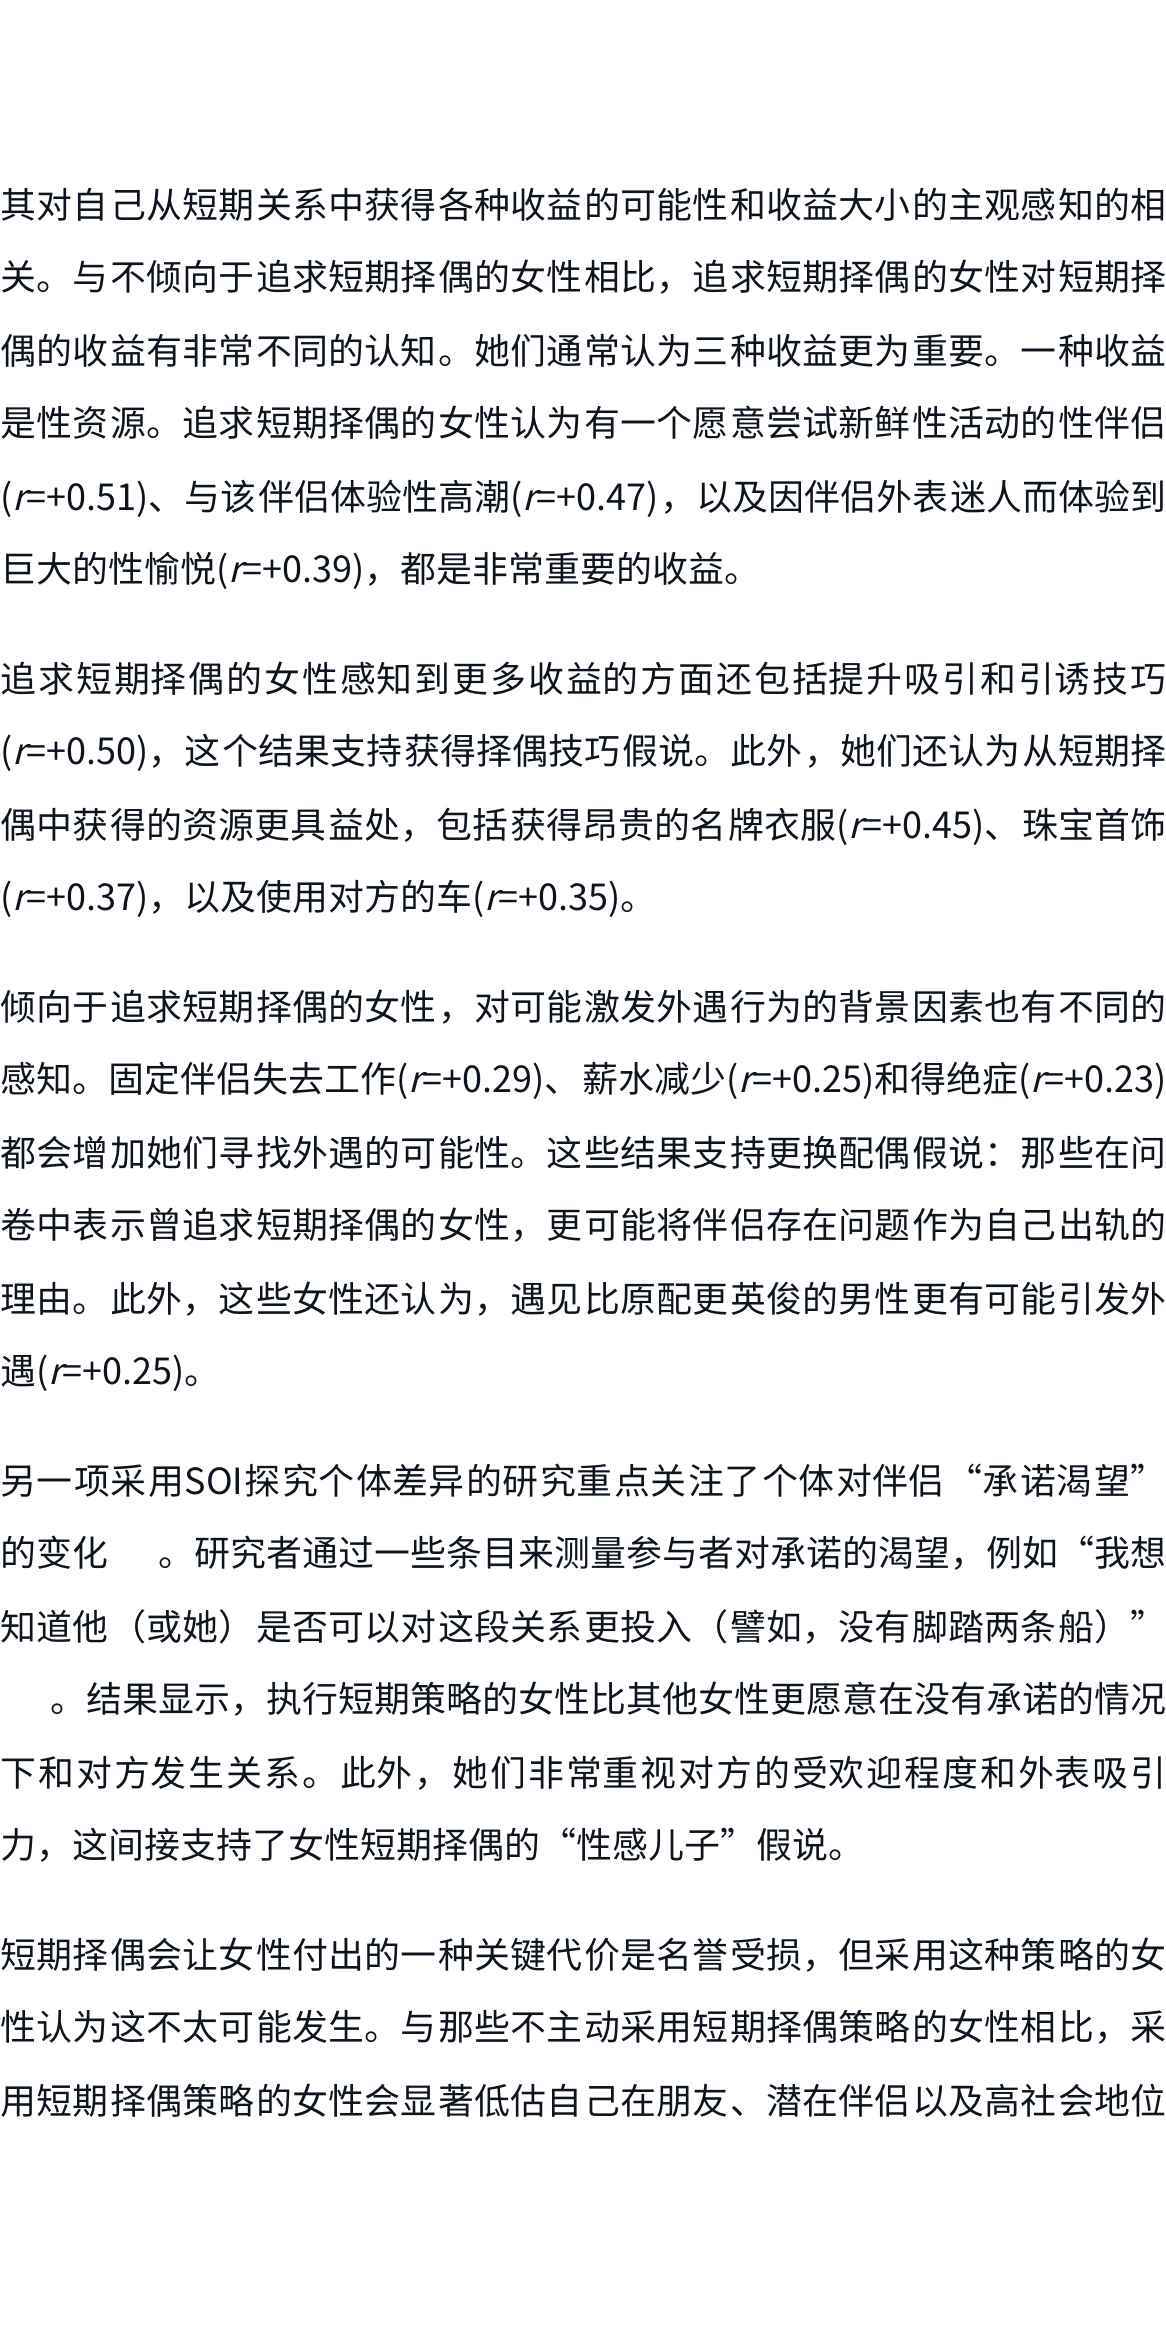 其对自己从短期关系中获得各种收益的可能性和收益大小的主观感知的相
关。与不倾向于追求短期择偶的女性相比，追求短期择偶的女性对短期择
偶的收益有非常不同的认知。她们通常认为三种收益更为重要。一种收益
是性资源。追求短期择偶的女性认为有一个愿意尝试新鲜性活动的性伴侣
(r=+0.51)、与该伴侣体验性高潮(r=+0.47)，以及因伴侣外表迷人而体验到
巨大的性愉悦(r=+0.39)，都是非常重要的收益。
追求短期择偶的女性感知到更多收益的方面还包括提升吸引和引诱技巧
(r=+0.50)，这个结果支持获得择偶技巧假说。此外，她们还认为从短期择
偶中获得的资源更具益处，包括获得昂贵的名牌衣服(r=+0.45)、珠宝首饰
(r=+0.37)，以及使用对方的车(r=+0.35)。
倾向于追求短期择偶的女性，对可能激发外遇行为的背景因素也有不同的
感知。固定伴侣失去工作(r=+0.29)、薪水减少(r=+0.25)和得绝症(r=+0.23)
都会增加她们寻找外遇的可能性。这些结果支持更换配偶假说：那些在问
卷中表示曾追求短期择偶的女性，更可能将伴侣存在问题作为自己出轨的
理由。此外，这些女性还认为，遇见比原配更英俊的男性更有可能引发外
遇(r=+0.25)。
另一项采用SOI探究个体差异的研究重点关注了个体对伴侣“承诺渴望”
的变化　。研究者通过一些条目来测量参与者对承诺的渴望，例如“我想
知道他（或她）是否可以对这段关系更投入（譬如，没有脚踏两条船）”
。结果显示，执行短期策略的女性比其他女性更愿意在没有承诺的情况
下和对方发生关系。此外，她们非常重视对方的受欢迎程度和外表吸引
力，这间接支持了女性短期择偶的“性感儿子”假说。
短期择偶会让女性付出的一种关键代价是名誉受损，但采用这种策略的女
性认为这不太可能发生。与那些不主动采用短期择偶策略的女性相比，采
用短期择偶策略的女性会显著低估自己在朋友、潜在伴侣以及高社会地位